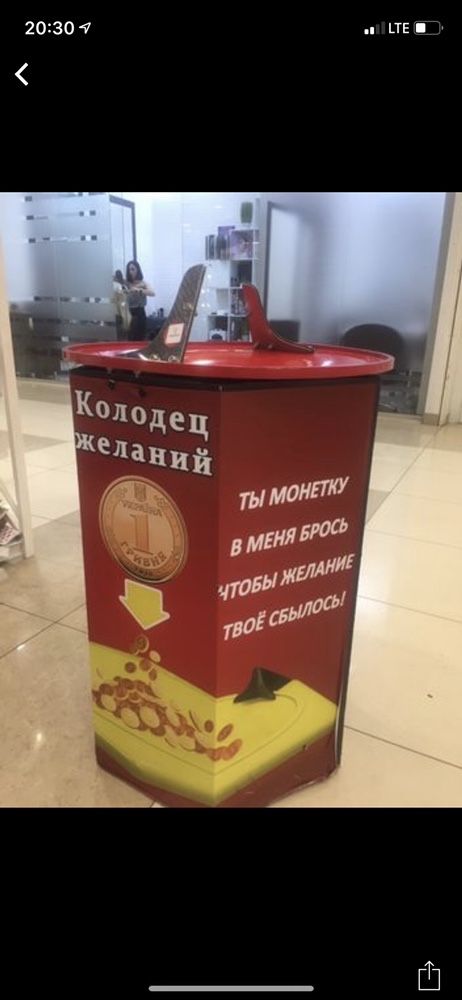 20:30
LTE
Колодец
желаний
УКРАЇНА
1
ГРИВНЯ
ТЫ МОНЕТКУ
В МЕНЯ БРОСЬ
ЧТОБЫ ЖЕЛАНИЕ
ТВОЁ СБЫЛОСЬ!